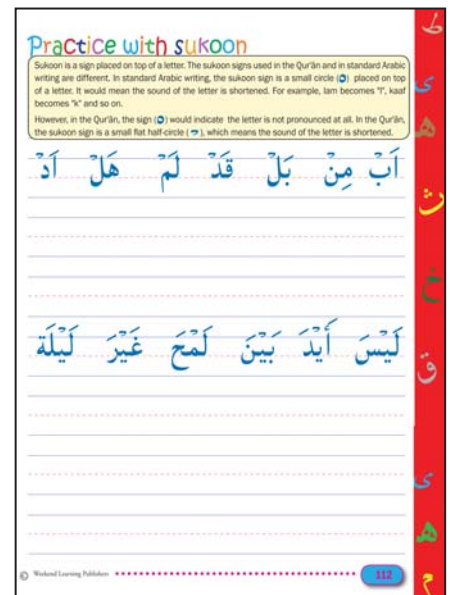 Practice with sukoon
Sukoon is a sign placed on top of a letter. The sukoon signs used in the Qur'ān and in standard Arabic
writing are different. In standard Arabic writing, the sukoon sign is a small circle ( ْ ) placed on top
of a letter. It would mean the sound of the letter is shortened. For example, lam becomes "l", kaaf
becomes "k" and so on.
However, in the Qur'ān, the sign ( ْ ) would indicate the letter is not pronounced at all. In the Qur'ān,
the sukoon sign is a small flat half-circle ( ۡ ), which means the sound of the letter is shortened.
اَبۡ مِنۡ بَلۡ قَدۡ لَمۡ هَلۡ اَدۡ
لَيۡسَ أَيۡدَ بَيۡنَ لَمۡحَ غَيۡرَ لَيۡلَة
© Weekend Learning Publishers
112
ط
ى
ه
ث
خ
ق
ى
ه
م